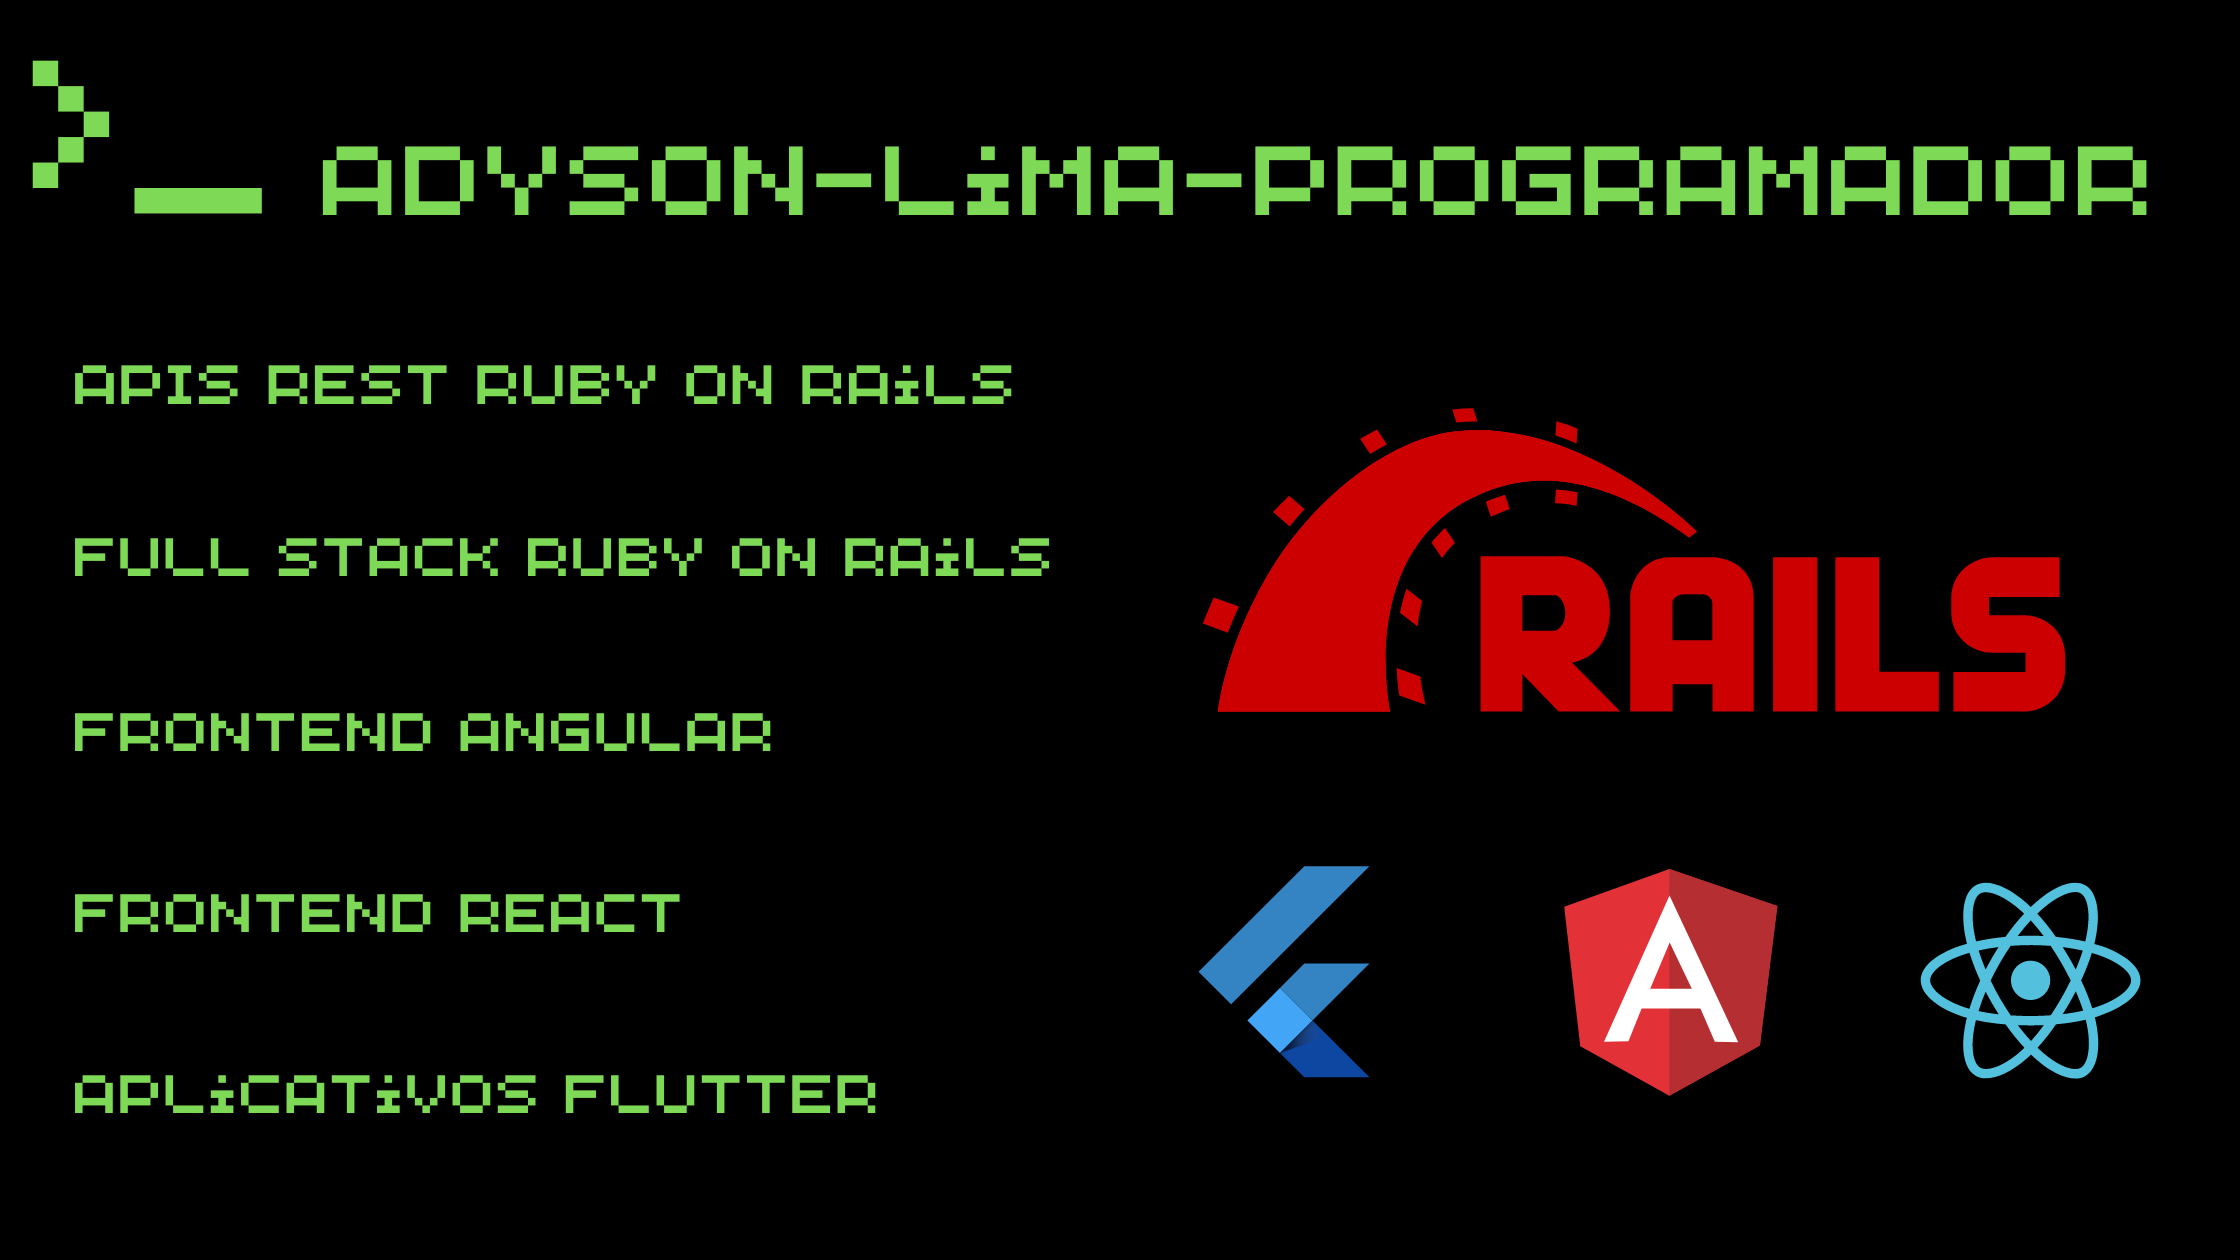 >_ ADYSON-LiMA-PROGRAMADOR
APIS REST RUBY ON RAiLS
FULL STACK RUBY ON RAiLS
FRONTEND ANGULAR
FRONTEND REACT
APLiCATiVOS FLUTTER
RAILS
A